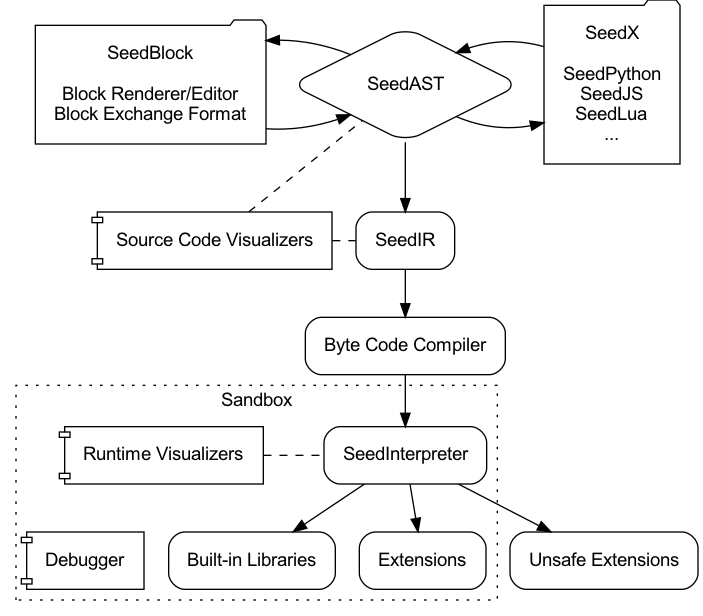 SeedBlock
Block Renderer/Editor
Block Exchange Format
SeedAST
SeedX
SeedPython
SeedJS
SeedLua
...
Source Code Visualizers
SeedIR
Byte Code Compiler
Sandbox
Runtime Visualizers
SeedInterpreter
Debugger
Built-in Libraries
Extensions
Unsafe Extensions